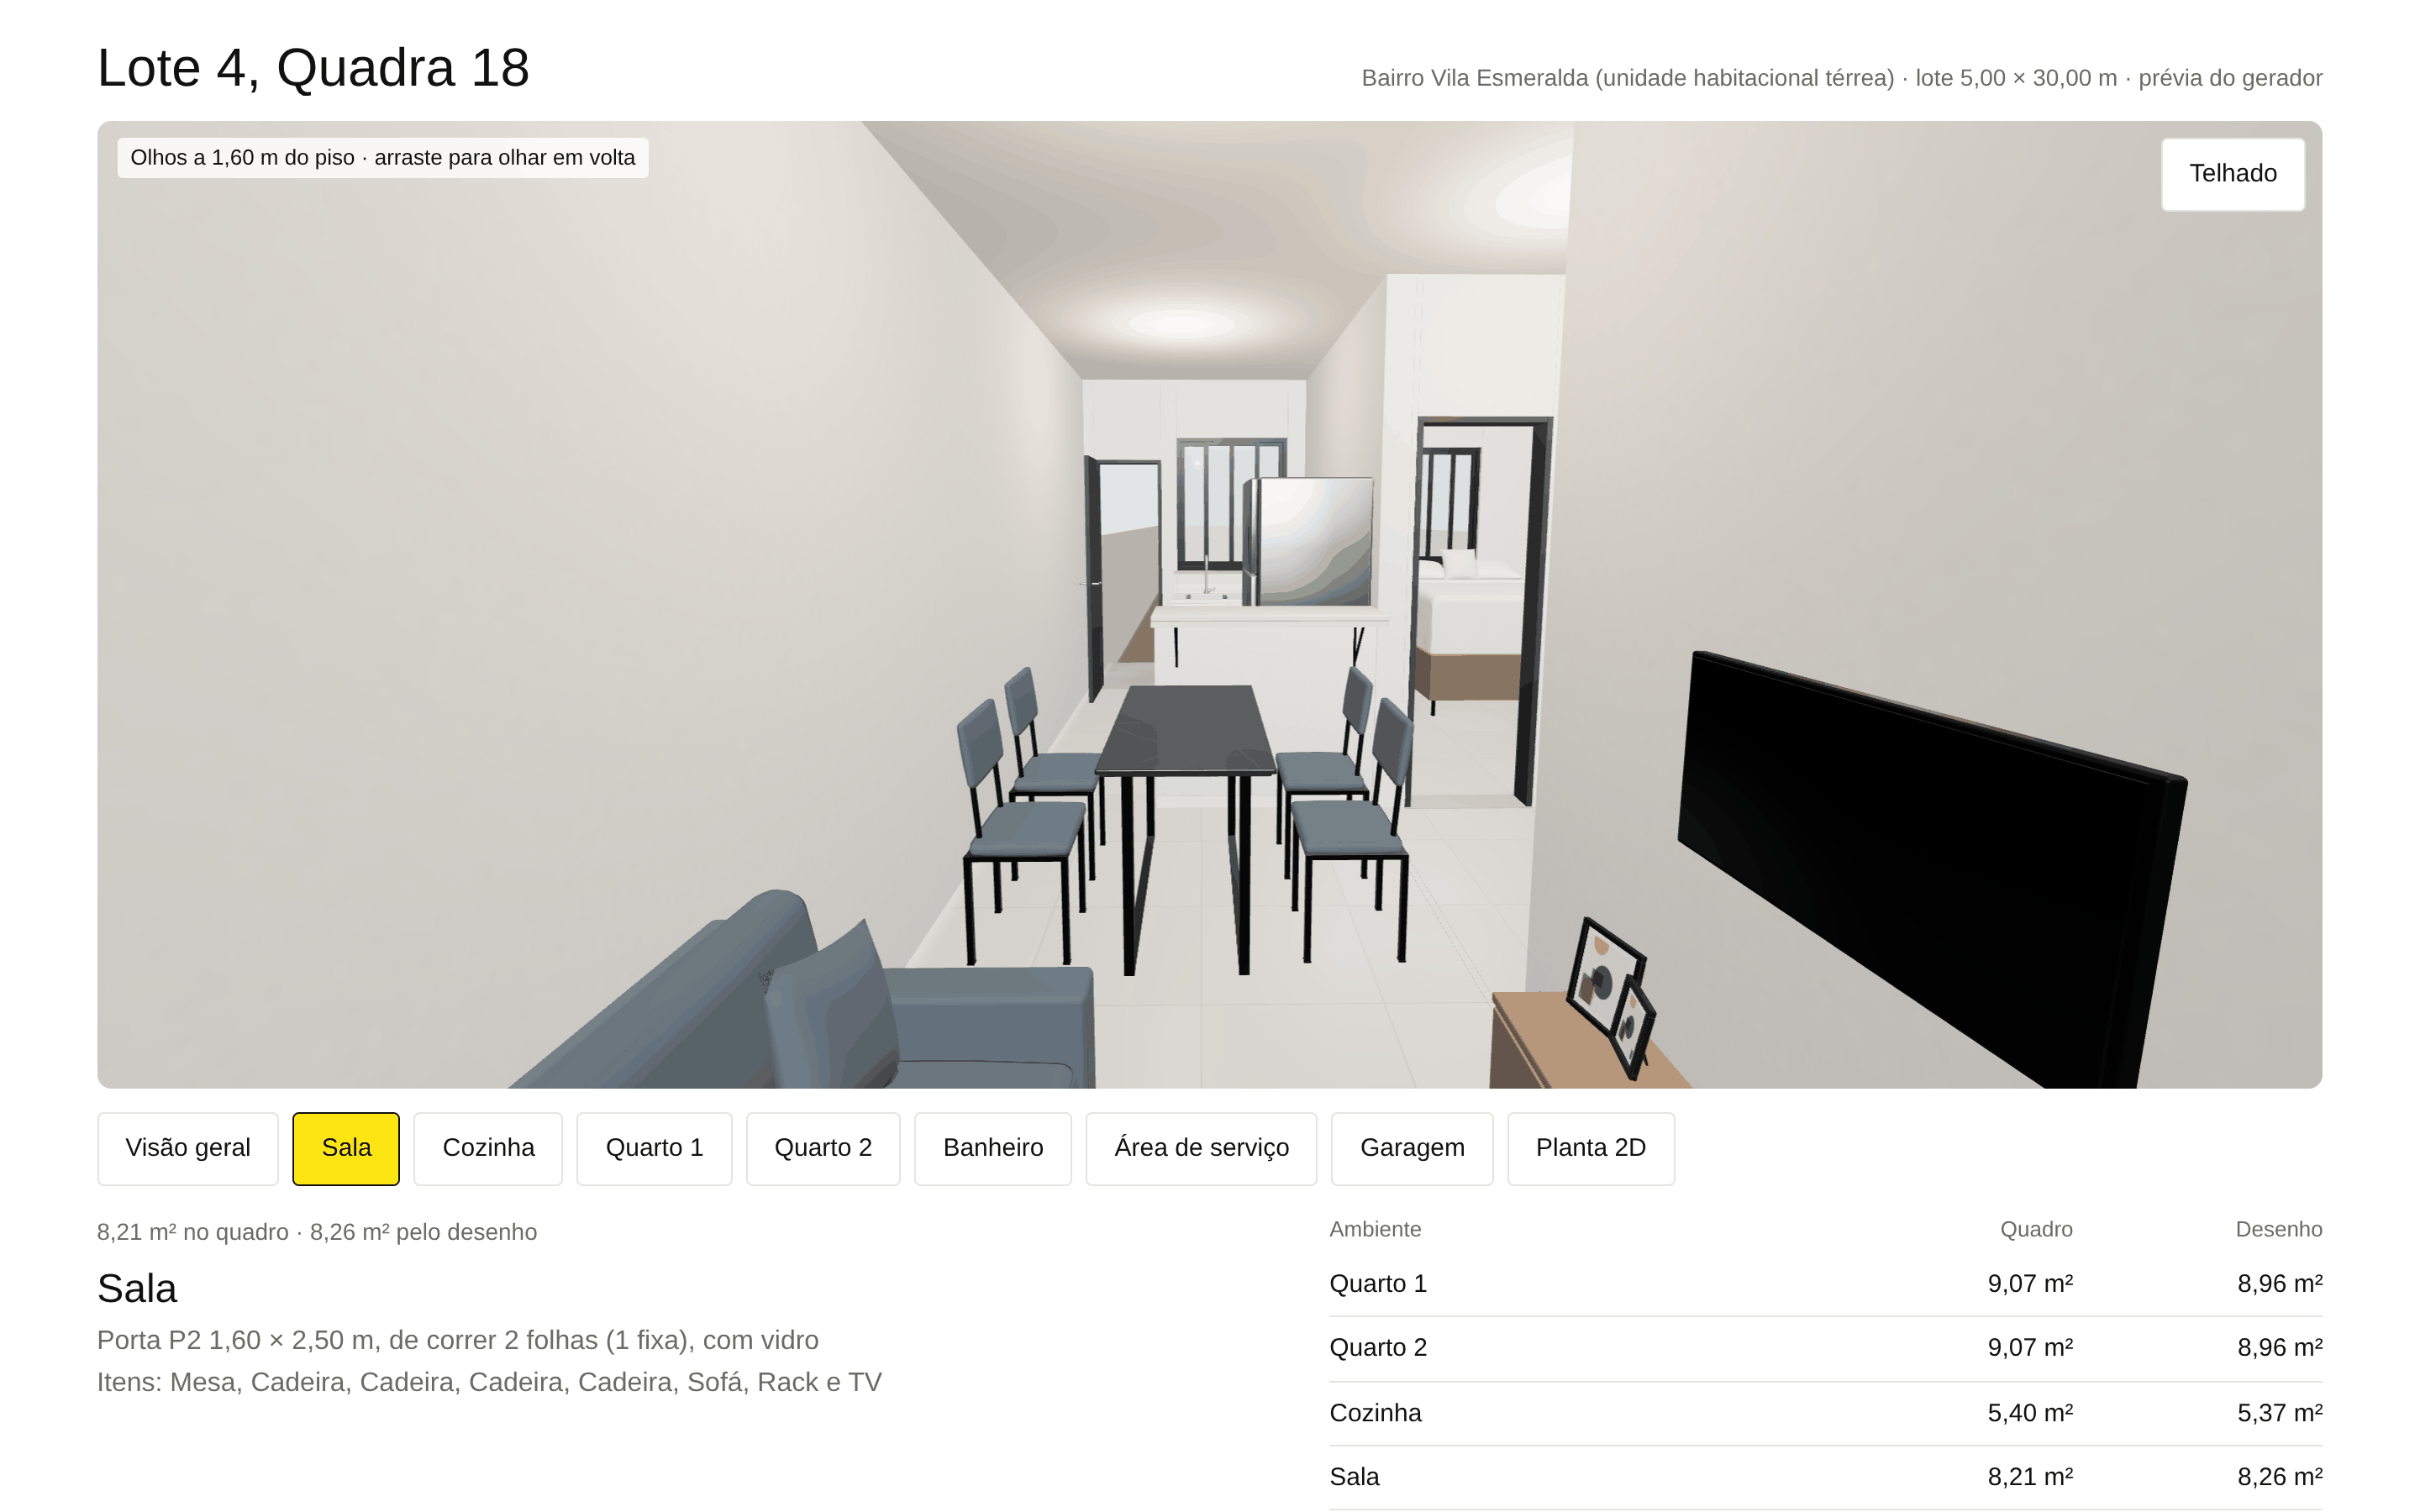 Lote 4, Quadra 18
Bairro Vila Esmeralda (unidade habitacional térrea) · lote 5,00 × 30,00 m · prévia do gerador
Olhos a 1,60 m do piso · arraste para olhar em volta
Telhado
Visão geral
Sala
Cozinha
Quarto 1
Quarto 2
Banheiro
Área de serviço
Garagem
Planta 2D
8,21 m² no quadro · 8,26 m² pelo desenho
Sala
Porta P2 1,60 × 2,50 m, de correr 2 folhas (1 fixa), com vidro
Itens: Mesa, Cadeira, Cadeira, Cadeira, Cadeira, Sofá, Rack e TV
Ambiente Quadro Desenho
Quarto 1 9,07 m² 8,96 m²
Quarto 2 9,07 m² 8,96 m²
Cozinha 5,40 m² 5,37 m²
Sala 8,21 m² 8,26 m²